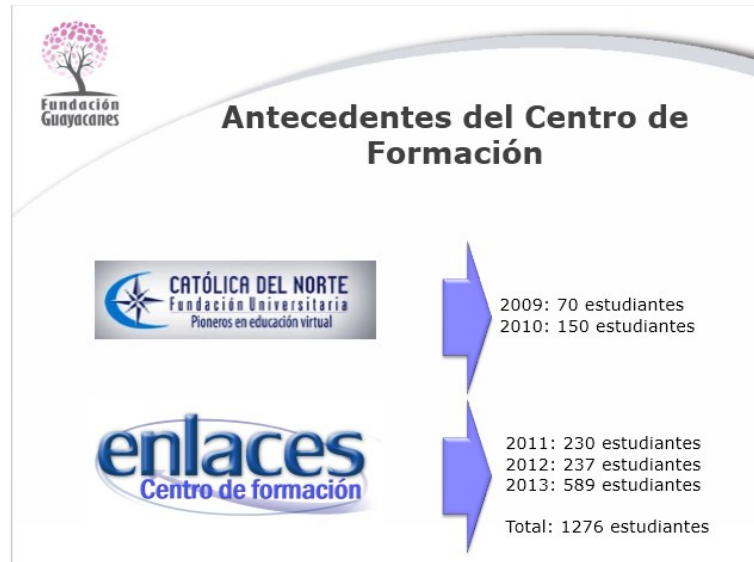 Fundación
Guayacanes
Antecedentes del Centro de
Formación
CATÓLICA DEL NORTE
Fundación Universitaria
Pioneros en educación virtual
2009: 70 estudiantes
2010: 150 estudiantes
enlaces
Centro de formación
2011: 230 estudiantes
2012: 237 estudiantes
2013: 589 estudiantes
Total: 1276 estudiantes